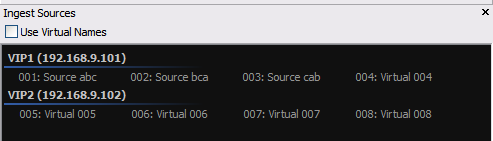 Ingest Sources
Use Virtual Names
VIP1 (192.168.9.101)
001: Source abc 002: Source bca 003: Source cab 004: Virtual 004
VIP2 (192.168.9.102)
005: Virtual 005 006: Virtual 006 007: Virtual 007 008: Virtual 008